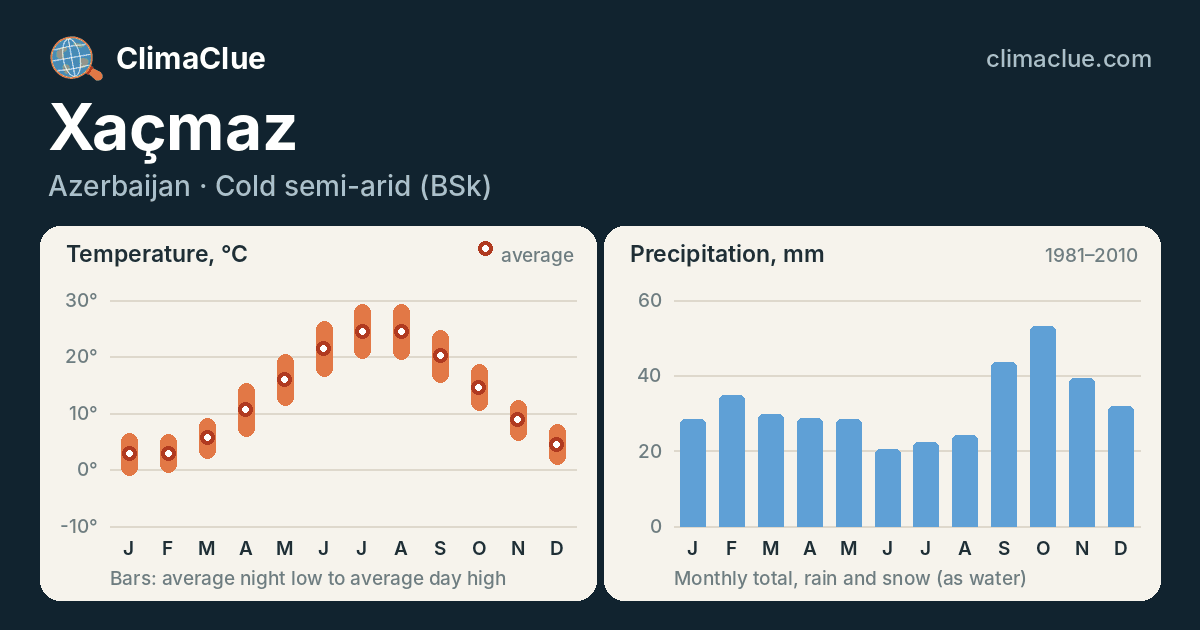 ClimaClue
climaclue.com
Xaçmaz
Azerbaijan · Cold semi-arid (BSk)
Temperature, °C
average
30°
20°
10°
0°
-10°
J F M A M J J A S O N D
Bars: average night low to average day high
Precipitation, mm
1981–2010
60
40
20
0
J F M A M J J A S O N D
Monthly total, rain and snow (as water)